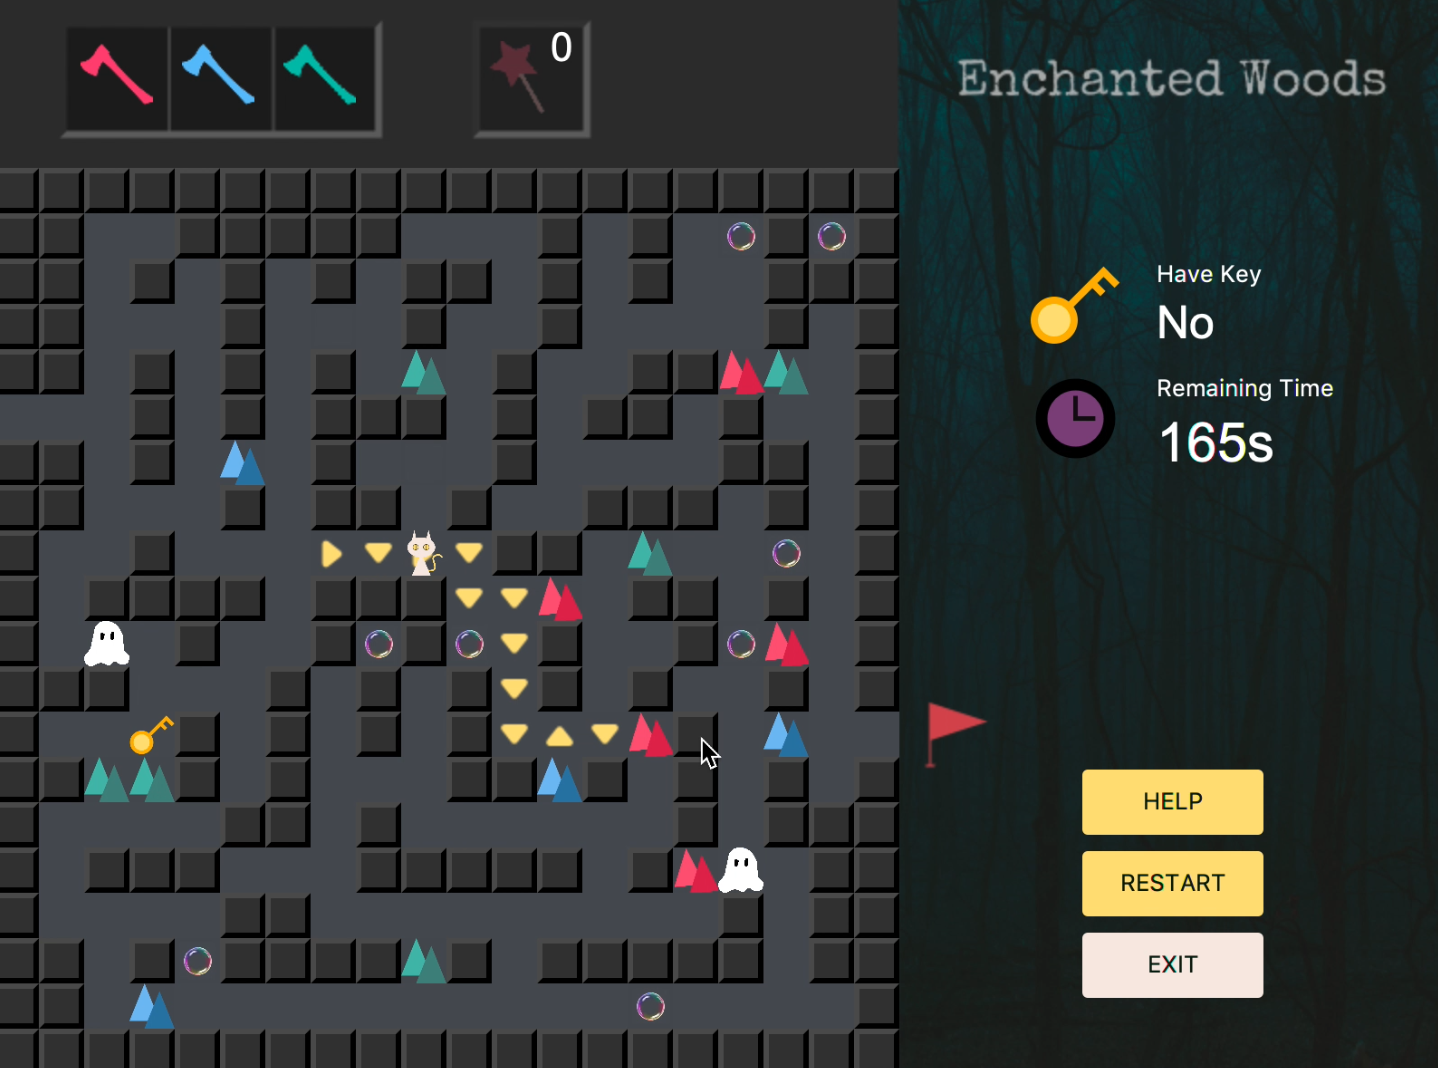 0
Enchanted Woods
Have Key
No
Remaining Time
165s
HELP
RESTART
EXIT